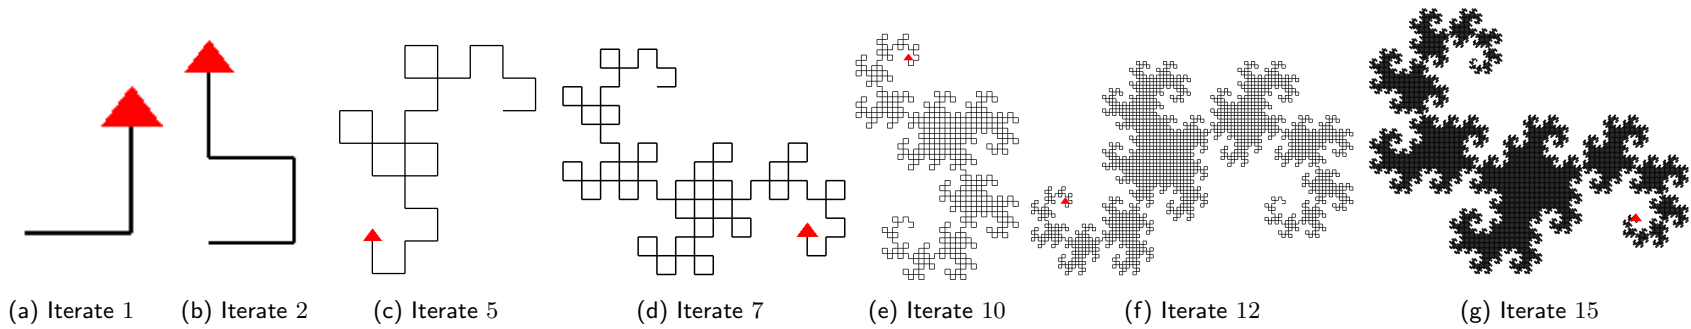 (a) Iterate 1
(b) Iterate 2
(c) Iterate 5
(d) Iterate 7
(e) Iterate 10
(f) Iterate 12
(g) Iterate 15